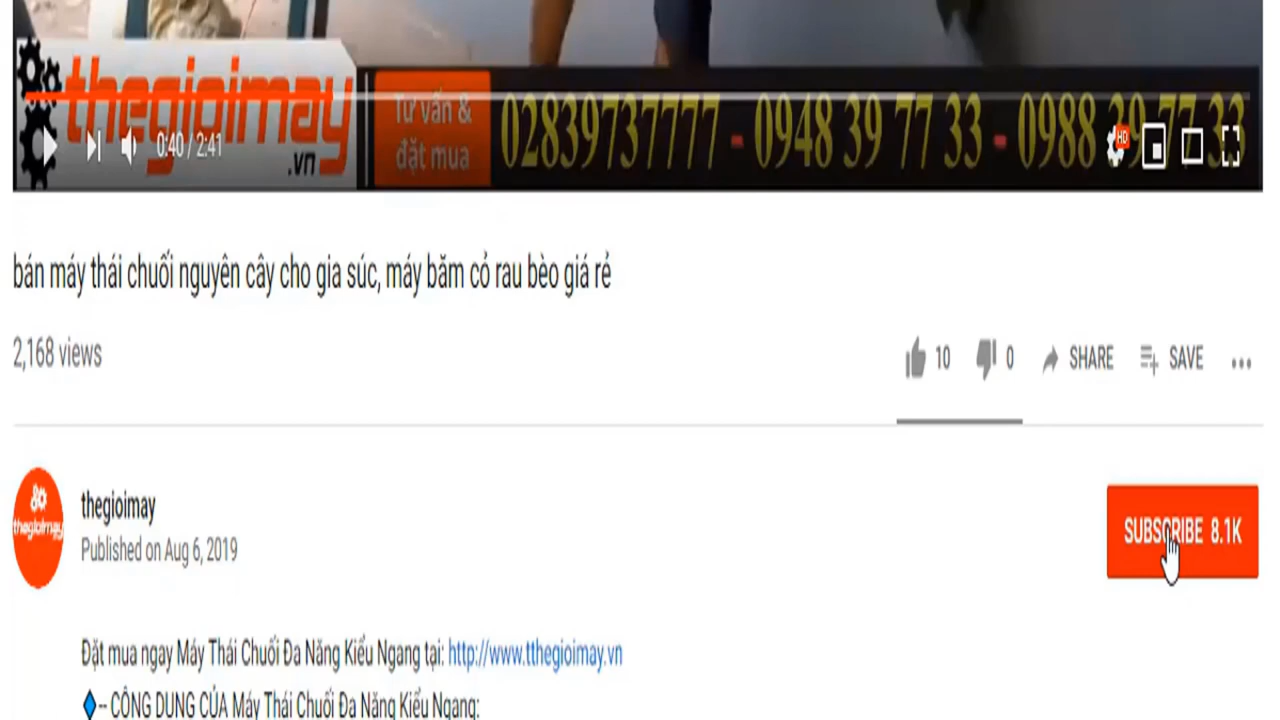 thegioimay
.vn
Tư vấn &
đặt mua
02839737777 - 0948 39 77 33 - 0988 39 77 33
0:40 / 2:41
HD
bán máy thái chuối nguyên cây cho gia súc, máy băm cỏ rau bèo giá rẻ
2,168 views
10
0
SHARE
SAVE
thegioimay
thegioimay
Published on Aug 6, 2019
SUBSCRIBE 8.1K
Đặt mua ngay Máy Thái Chuối Đa Năng Kiểu Ngang tại: http://www.tthegioimay.vn
-- CÔNG DỤNG CỦA Máy Thái Chuối Đa Năng Kiểu Ngang: